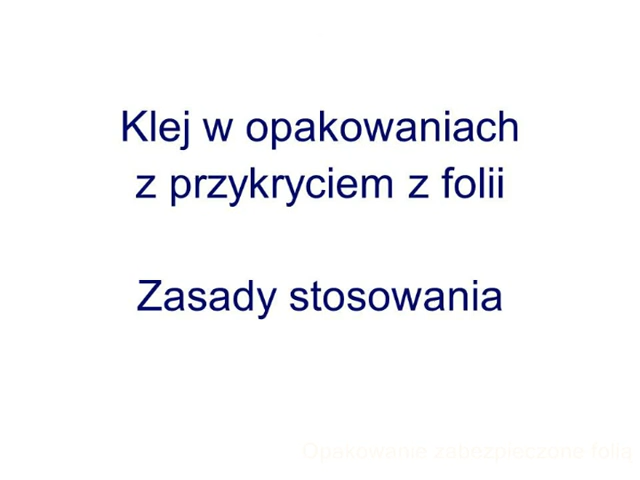 Klej w opakowaniach
z przykryciem z folii
Zasady stosowania
Opakowanie zabezpieczone folią